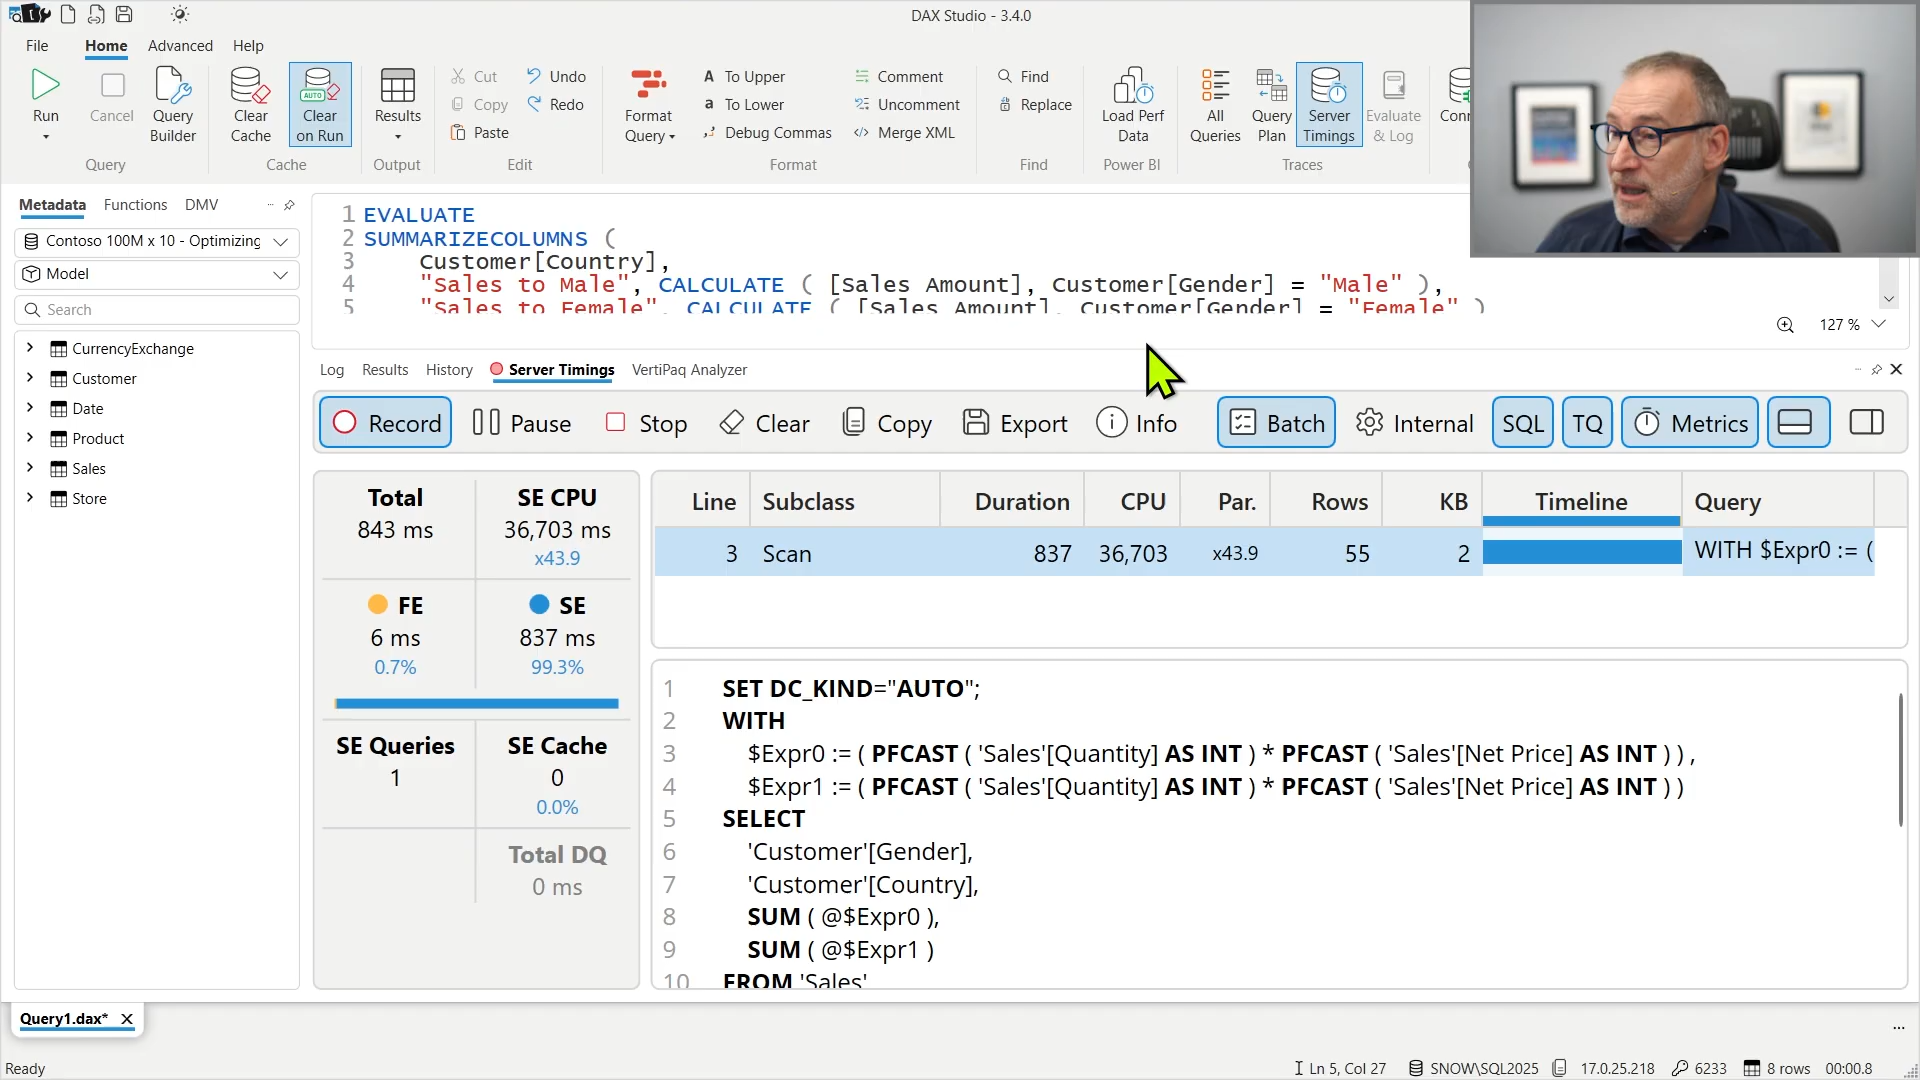 DAX Studio - 3.4.0
File Home Advanced Help
Run Cancel Query Builder Clear Cache AUTO Clear on Run Results
Cut Copy Paste Undo Redo
Format Query
A To Upper
a To Lower
Debug Commas
Comment
Uncomment
Merge XML
Find
Replace
Load Perf Data
All Queries Query Plan Server Timings Evaluate & Log
Query Cache Output Edit Format Find Power BI Traces
Metadata Functions DMV
Contoso 100M x 10 - Optimizing
Model
Search
CurrencyExchange
Customer
Date
Product
Sales
Store
1 EVALUATE
2 SUMMARIZECOLUMNS (
3 Customer[Country],
4 "Sales to Male", CALCULATE ( [Sales Amount], Customer[Gender] = "Male" ),
5 "Sales to Female", CALCULATE ( [Sales Amount], Customer[Gender] = "Female" )
127 %
Log Results History Server Timings VertiPaq Analyzer
Record Pause Stop Clear Copy Export Info Batch Internal SQL TQ Metrics
Total SE CPU
843 ms 36,703 ms
x43.9
FE SE
6 ms 837 ms
0.7% 99.3%
SE Queries SE Cache
1 0
0.0%
Total DQ
0 ms
Line Subclass Duration CPU Par. Rows KB Timeline Query
3 Scan 837 36,703 x43.9 55 2 WITH $Expr0 := (
1 SET DC_KIND="AUTO";
2 WITH
3 $Expr0 := ( PFCAST ( 'Sales'[Quantity] AS INT ) * PFCAST ( 'Sales'[Net Price] AS INT ) ) ,
4 $Expr1 := ( PFCAST ( 'Sales'[Quantity] AS INT ) * PFCAST ( 'Sales'[Net Price] AS INT ) )
5 SELECT
6 'Customer'[Gender],
7 'Customer'[Country],
8 SUM ( @$Expr0 ),
9 SUM ( @$Expr1 )
10 FROM 'Sales'
Query1.dax*
Ready
Ln 5, Col 27 SNOW\SQL2025 17.0.25.218 6233 8 rows 00:00.8